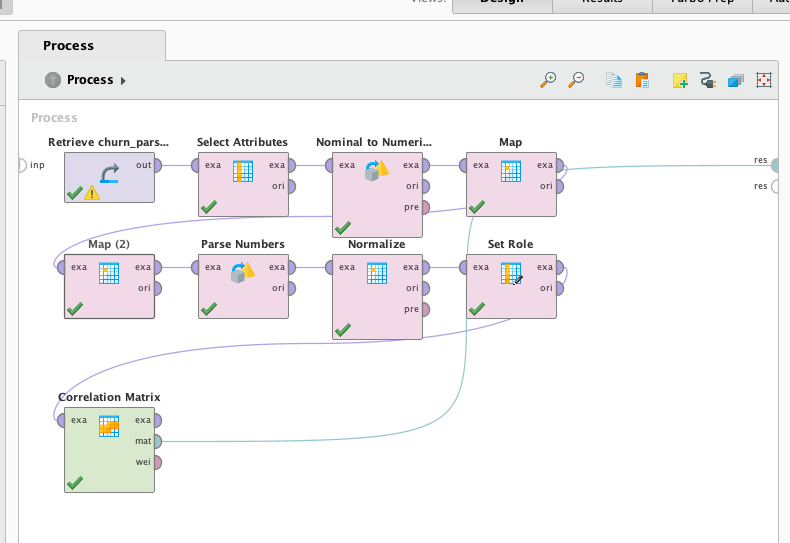 Views:
Design
Results
Turbo Prep
Process
Process
Process
Retrieve churn_pars...
Select Attributes
Nominal to Numeri...
Map
inp
out
exa
exa
ori
exa
exa
ori
pre
exa
exa
ori
res
res
Map (2)
Parse Numbers
Normalize
Set Role
exa
exa
ori
exa
exa
ori
exa
exa
ori
pre
exa
exa
ori
Correlation Matrix
exa
exa
mat
wei